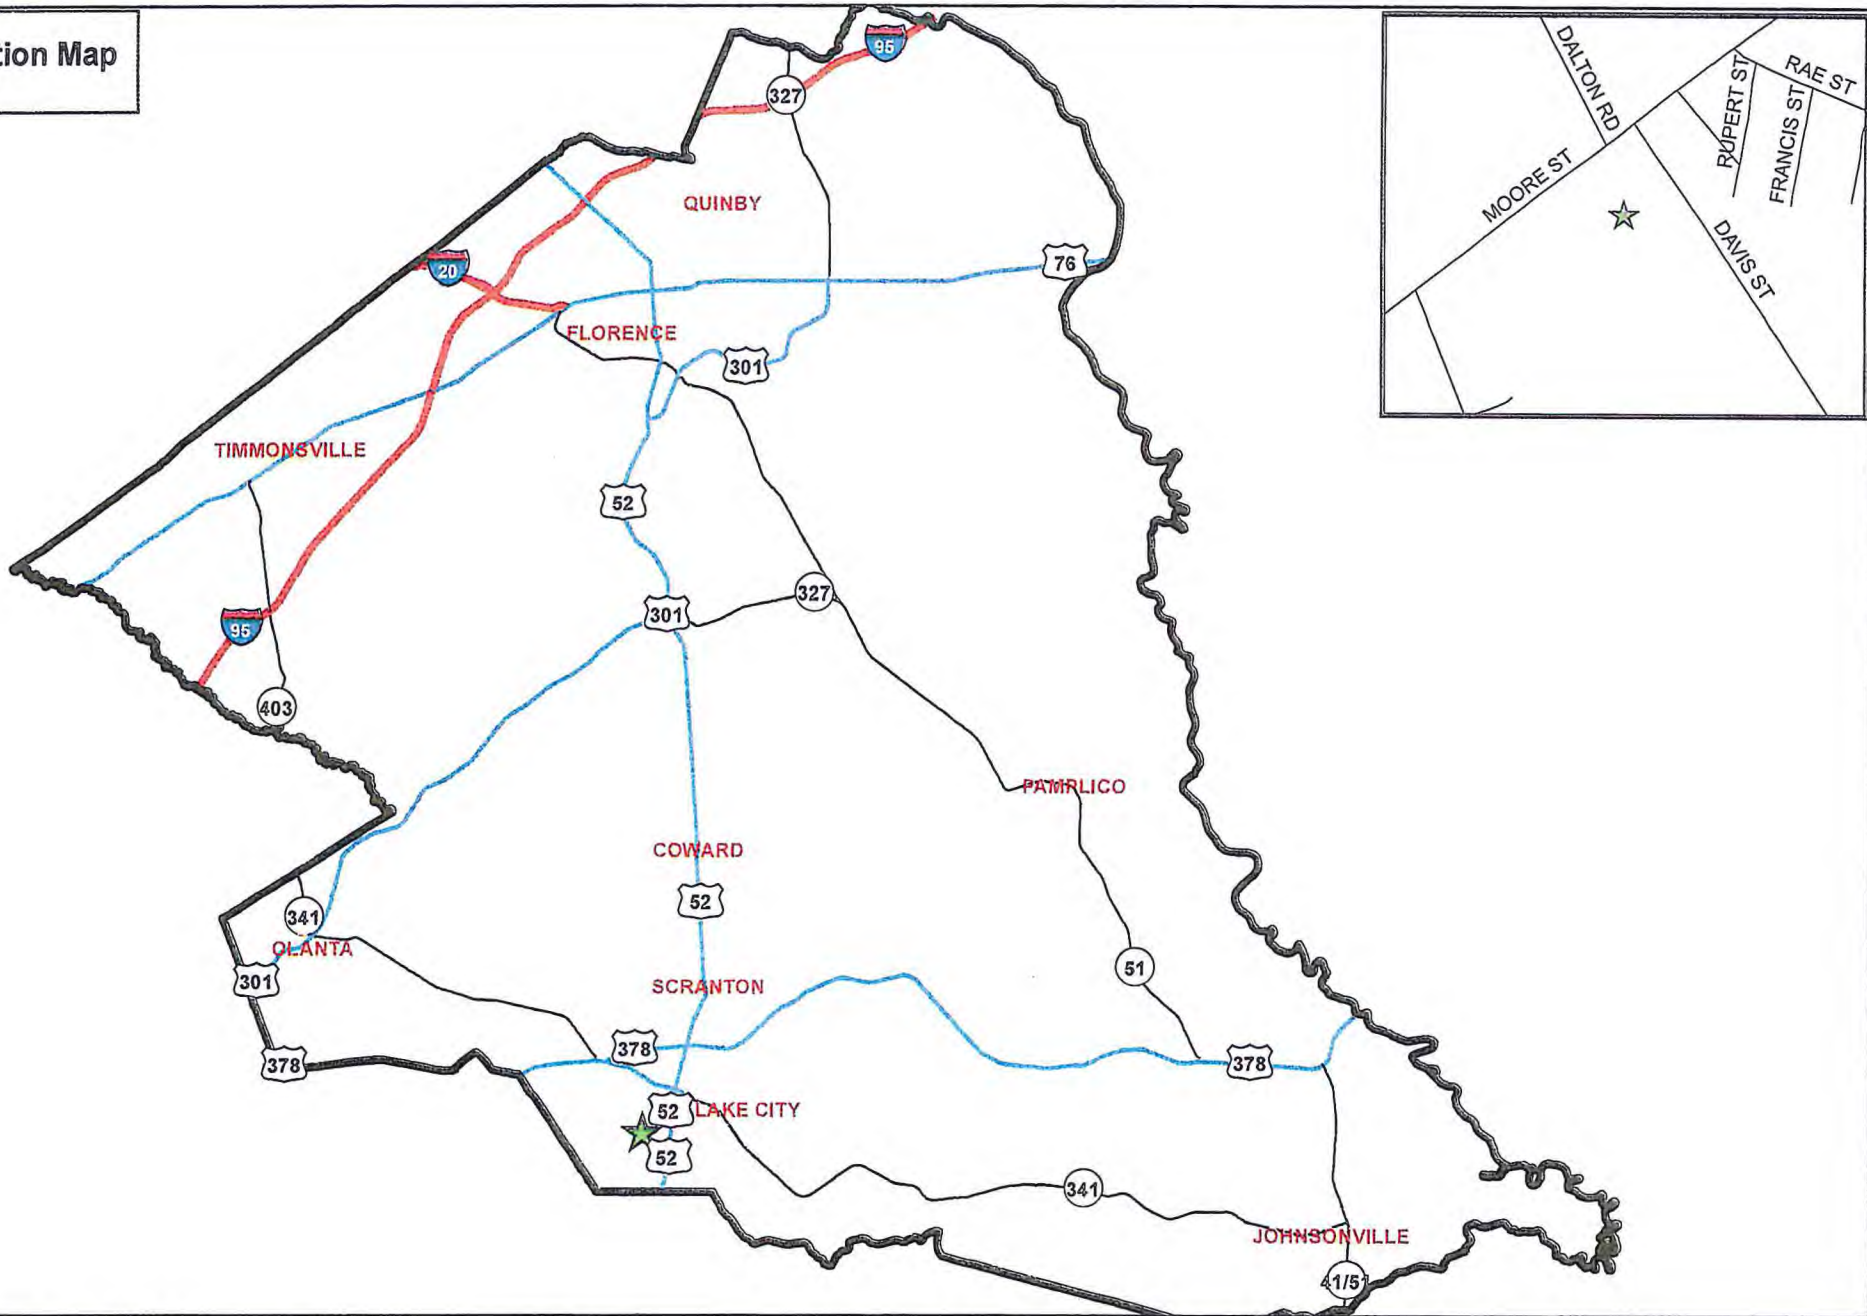 tion Map
95
327
QUINBY
20
76
FLORENCE
301
TIMMONSVILLE
52
327
301
95
403
PAMPLICO
COWARD
52
341
OLANTA
51
301
SCRANTON
378
378
378
52
LAKE CITY
52
341
JOHNSONVILLE
41/51
DALTON RD
RAE ST
RUPERT ST
FRANCIS ST
MOORE ST
DAVIS ST